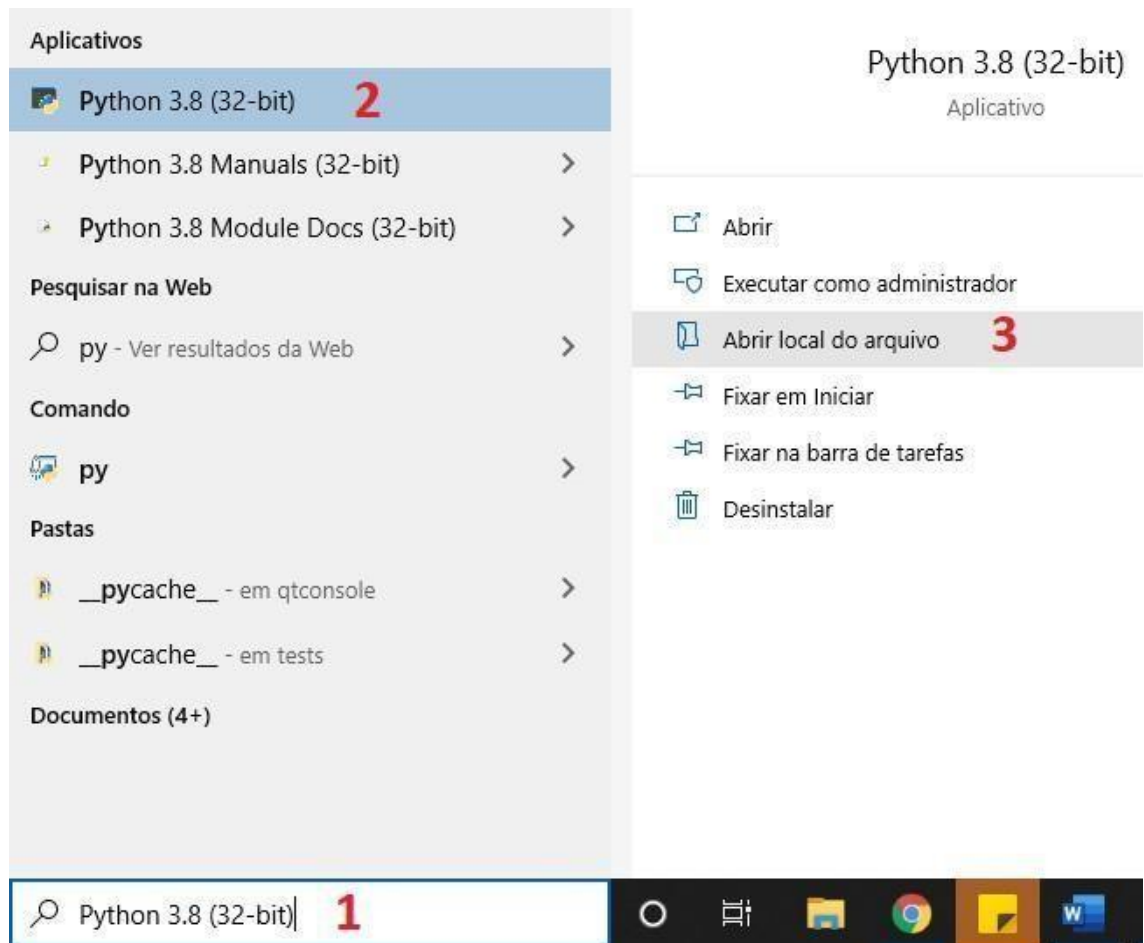 Aplicativos
Python 3.8 (32-bit) 2
Python 3.8 Manuals (32-bit)
Python 3.8 Module Docs (32-bit)
Pesquisar na Web
py - Ver resultados da Web
Comando
py
Pastas
__pycache__ - em qtconsole
__pycache__ - em tests
Documentos (4+)
Python 3.8 (32-bit) 1
Python 3.8 (32-bit)
Aplicativo
Abrir
Executar como administrador
Abrir local do arquivo 3
Fixar em Iniciar
Fixar na barra de tarefas
Desinstalar
W